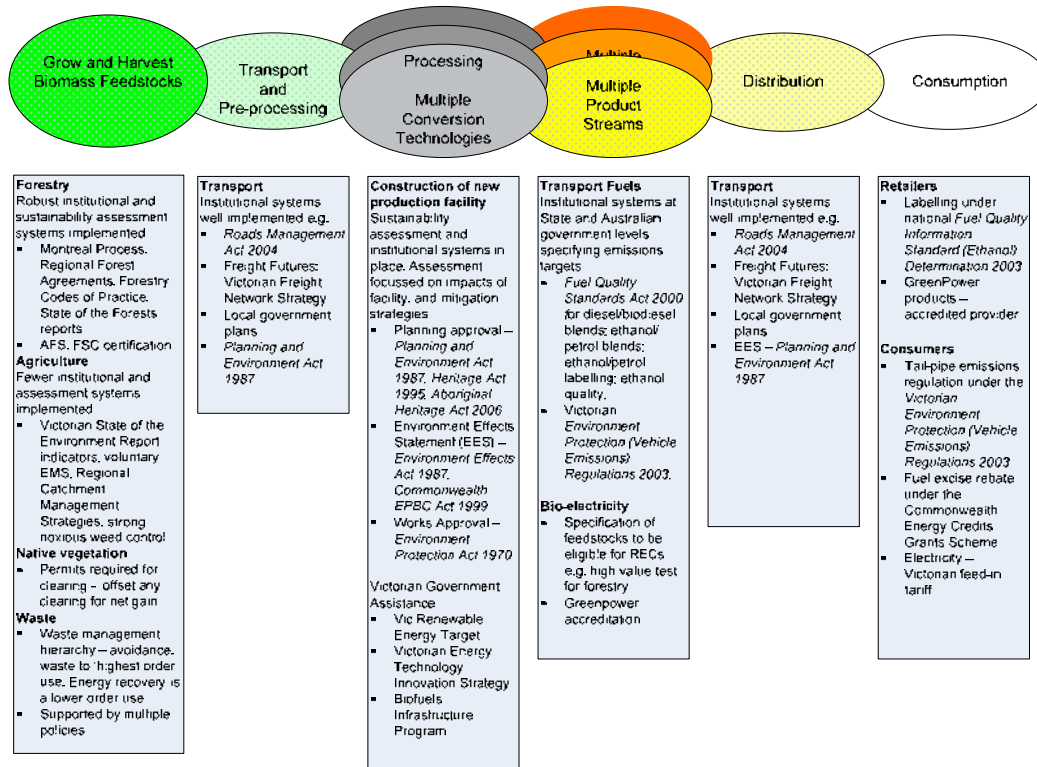 Grow and Harvest
Biomass Feedstocks
Transport
and
Pre-processing
Processing
Multiple
Conversion
Technologies
Multiple
Multiple
Product
Streams
Distribution
Consumption
Forestry
Robust institutional and
sustainability assessment
systems implemented
▪ Montreal Process,
Regional Forest
Agreements, Forestry
Codes of Practice,
State of the Forests
reports
▪ AFS, FSC certification
Agriculture
Fewer institutional and
assessment systems
implemented
▪ Victorian State of the
Environment Report
indicators, voluntary
EMS, Regional
Catchment
Management
Strategies, strong
noxious weed control
Native vegetation
▪ Permits required for
clearing – offset any
clearing for net gain
Waste
▪ Waste management
hierarchy – avoidance,
waste to 'highest order
use. Energy recovery is
a lower order use
▪ Supported by multiple
policies
Transport
Institutional systems
well implemented e.g.
▪ Roads Management
Act 2004
▪ Freight Futures:
Victorian Freight
Network Strategy
▪ Local government
plans
▪ Planning and
Environment Act
1987
Construction of new
production facility
Sustainability
assessment and
institutional systems in
place. Assessment
focussed on impacts of
facility, and mitigation
strategies
▪ Planning approval –
Planning and
Environment Act
1987, Heritage Act
1995, Aboriginal
Heritage Act 2006
▪ Environment Effects
Statement (EES) –
Environment Effects
Act 1987,
Commonwealth
EPBC Act 1999
▪ Works Approval –
Environment
Protection Act 1970
Victorian Government
Assistance
▪ Vic Renewable
Energy Target
▪ Victorian Energy
Technology
Innovation Strategy
▪ Biofuels
Infrastructure
Program
Transport Fuels
Institutional systems at
State and Australian
government levels
specifying emissions
targets
▪ Fuel Quality
Standards Act 2000
for diesel/biodiesel
blends; ethanol/
petrol blends;
ethanol/petrol
labelling; ethanol
quality.
▪ Victorian
Environment
Protection (Vehicle
Emissions)
Regulations 2003.
Bio-electricity
▪ Specification of
feedstocks to be
eligible for RECs
e.g. high value test
for forestry
▪ Greenpower
accreditation
Transport
Institutional systems
well implemented e.g.
▪ Roads Management
Act 2004
▪ Freight Futures:
Victorian Freight
Network Strategy
▪ Local government
plans
▪ EES – Planning and
Environment Act
1987
Retailers
▪ Labelling under
national Fuel Quality
Information
Standard (Ethanol)
Determination 2003
▪ GreenPower
products –
accredited provider
Consumers
▪ Tail-pipe emissions
regulation under the
Victorian
Environment
Protection (Vehicle
Emissions)
Regulations 2003
▪ Fuel excise rebate
under the
Commonwealth
Energy Credits
Grants Scheme
▪ Electricity –
Victorian feed-in
tariff